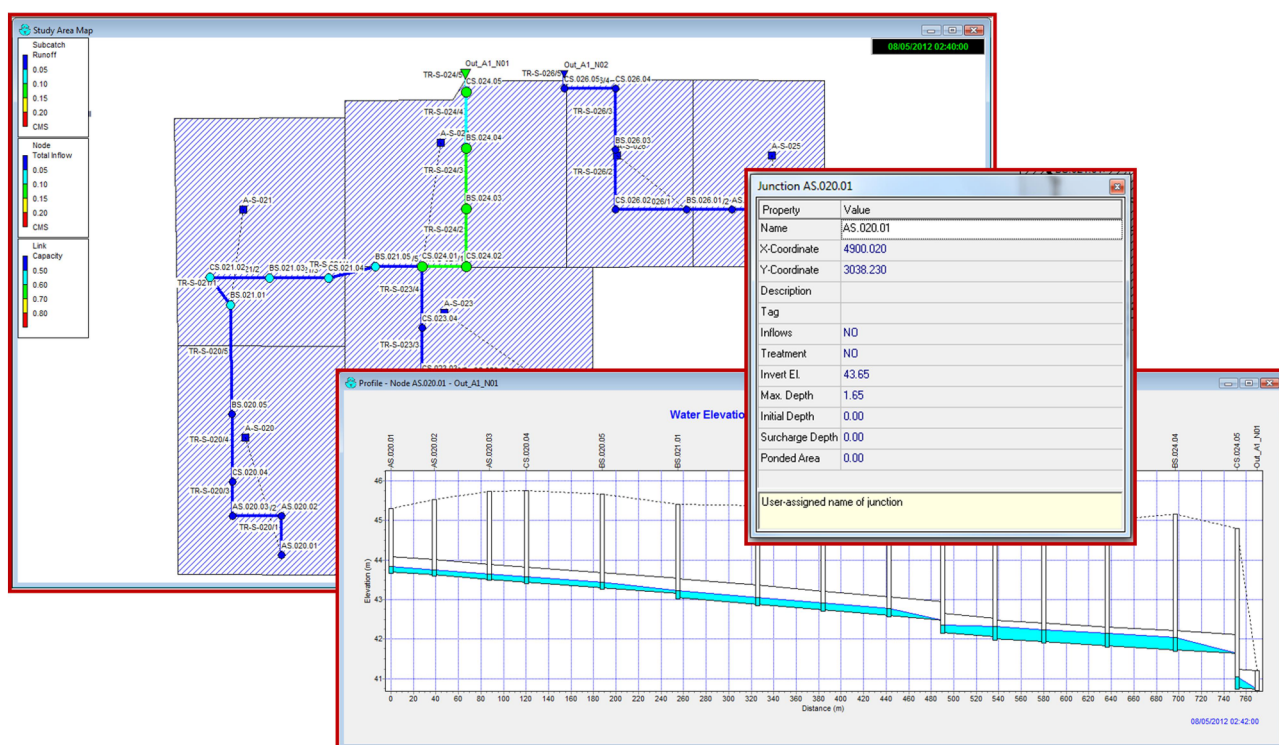 Study Area Map
08/05/2012 02:40:00
Subcatch
Runoff
0.05
0.10
0.15
0.20
CMS
Node
Total Inflow
0.05
0.10
0.15
0.20
CMS
Link
Capacity
0.50
0.60
0.70
0.80
Out_A1_N01
TR-S-024/5
CS.024.05
TR-S-024/4
BS.024.04
TR-S-024/3
BS.024.03
TR-S-024/2
CS.024.01
CS.024.02
Out_A1_N02
TR-S-026/5
CS.026.05
CS.026.04
TR-S-026/3
BS.026.03
TR-S-026/2
CS.026.02
BS.026.01
A-S-025
A-S-021
CS.021.02
BS.021.03
CS.021.04
BS.021.05
TR-S-021/1
BS.021.01
TR-S-023/4
A-S-023
CS.023.04
TR-S-023/3
TR-S-020/5
BS.020.05
A-S-020
TR-S-020/4
CS.020.04
TR-S-020/3
AS.020.03
AS.020.02
TR-S-020/1
AS.020.01
Junction AS.020.01
Property Value
Name AS.020.01
X-Coordinate 4900.020
Y-Coordinate 3038.230
Description
Tag
Inflows NO
Treatment NO
Invert El. 43.65
Max. Depth 1.65
Initial Depth 0.00
Surcharge Depth 0.00
Ponded Area 0.00
User-assigned name of junction
Profile - Node AS.020.01 - Out_A1_N01
Water Elevatio
AS.020.01
AS.020.02
AS.020.03
CS.020.04
BS.020.05
BS.021.01
BS.024.04
CS.024.05
Out_A1_N01
46
45
44
43
42
41
Elevation (m)
0 20 40 60 80 100 120 140 160 180 200 220 240 260 280 300 320 340 360 380 400 420 440 460 480 500 520 540 560 580 600 620 640 660 680 700 720 740 760
Distance (m)
08/05/2012 02:42:00